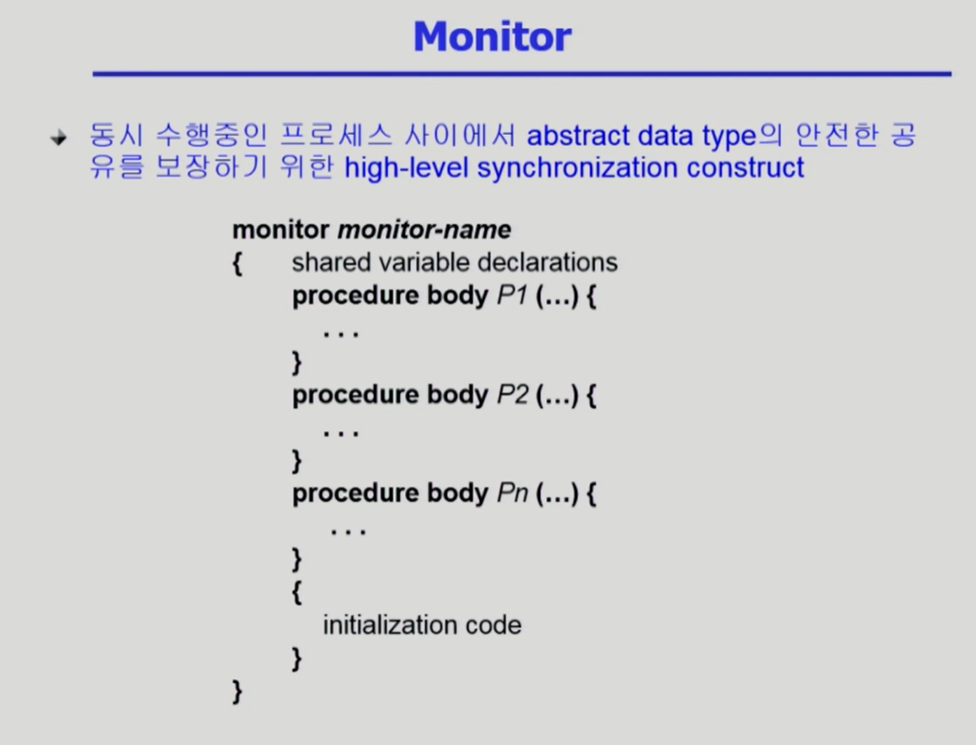 Monitor
동시 수행중인 프로세스 사이에서 abstract data type의 안전한 공
유를 보장하기 위한 high-level synchronization construct
monitor monitor-name
{ shared variable declarations
procedure body P1 (...) {
. . .
}
procedure body P2 (...) {
. . .
}
procedure body Pn (...) {
. . .
}
{
initialization code
}
}